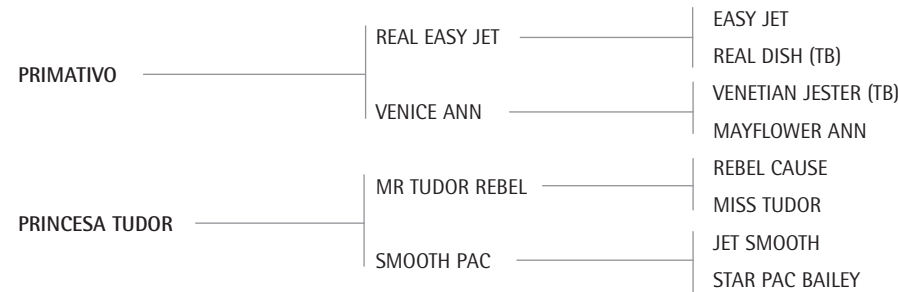 EASY JET
REAL EASY JET
REAL DISH (TB)
PRIMATIVO
VENETIAN JESTER (TB)
VENICE ANN
MAYFLOWER ANN
REBEL CAUSE
MR TUDOR REBEL
MISS TUDOR
PRINCESA TUDOR
JET SMOOTH
SMOOTH PAC
STAR PAC BAILEY